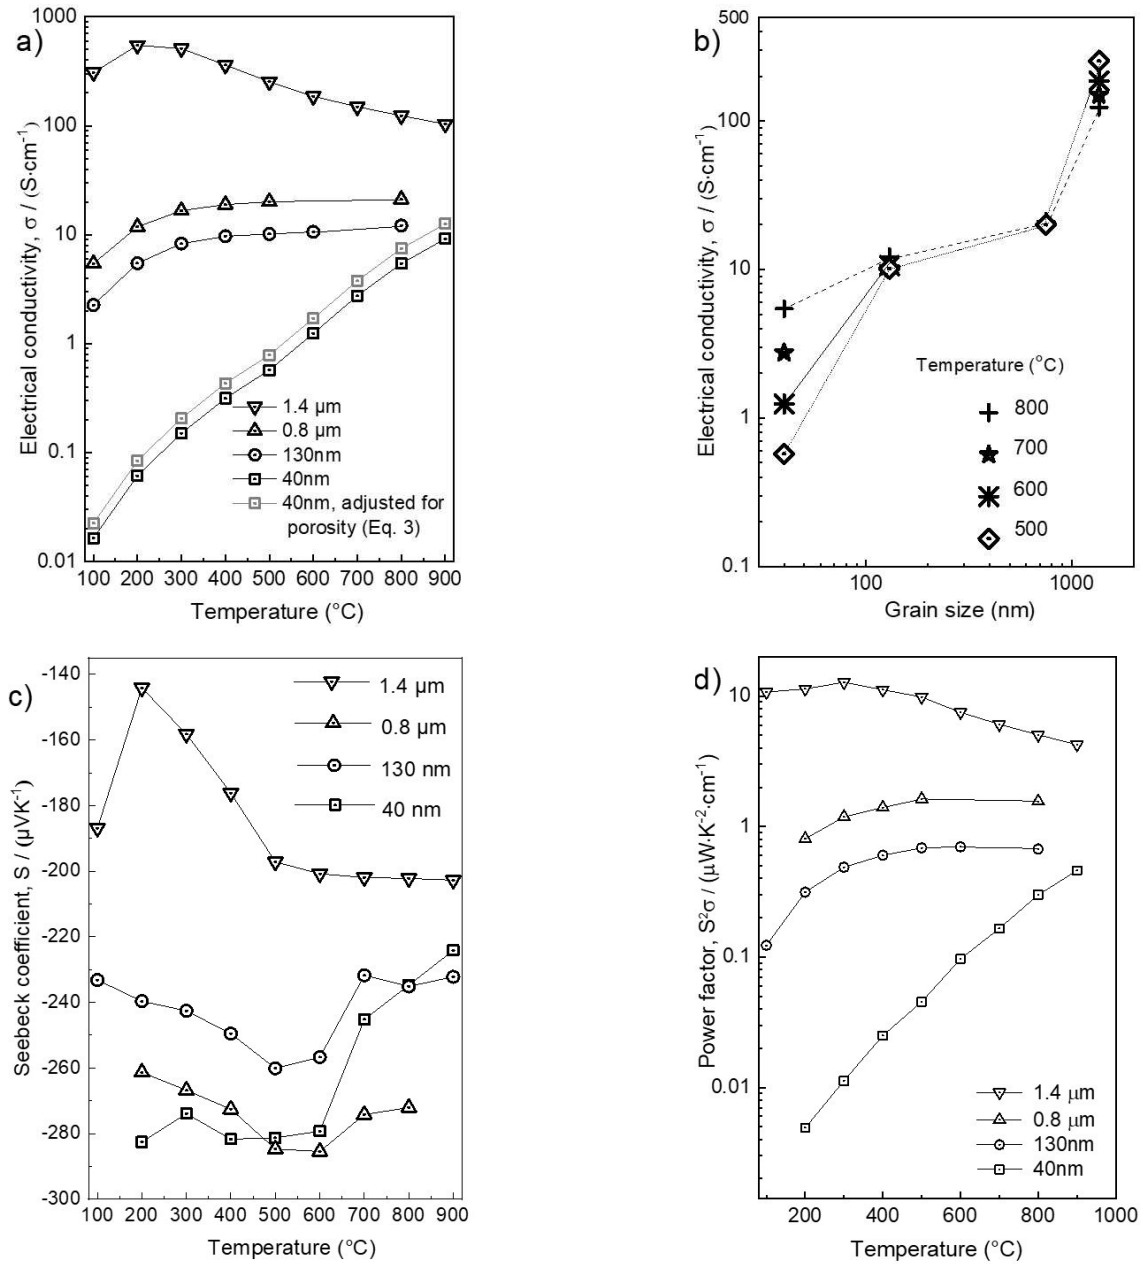 a)
Electrical conductivity, σ / (S·cm⁻¹)
1000
100
10
1
0.1
0.01
1.4 µm
0.8 µm
130nm
40nm
40nm, adjusted for
porosity (Eq. 3)
100 200 300 400 500 600 700 800 900
Temperature (°C)
b)
Electrical conductivity, σ / (S·cm⁻¹)
500
100
10
1
0.1
Temperature (°C)
800
700
600
500
100 1000
Grain size (nm)
c)
Seebeck coefficient, S / (µVK⁻¹)
-140
-160
-180
-200
-220
-240
-260
-280
-300
1.4 µm
0.8 µm
130 nm
40 nm
100 200 300 400 500 600 700 800 900
Temperature (°C)
d)
Power factor, S²σ / (µW·K⁻²·cm⁻¹)
10
1
0.1
0.01
1.4 µm
0.8 µm
130nm
40nm
200 400 600 800 1000
Temperature (°C)